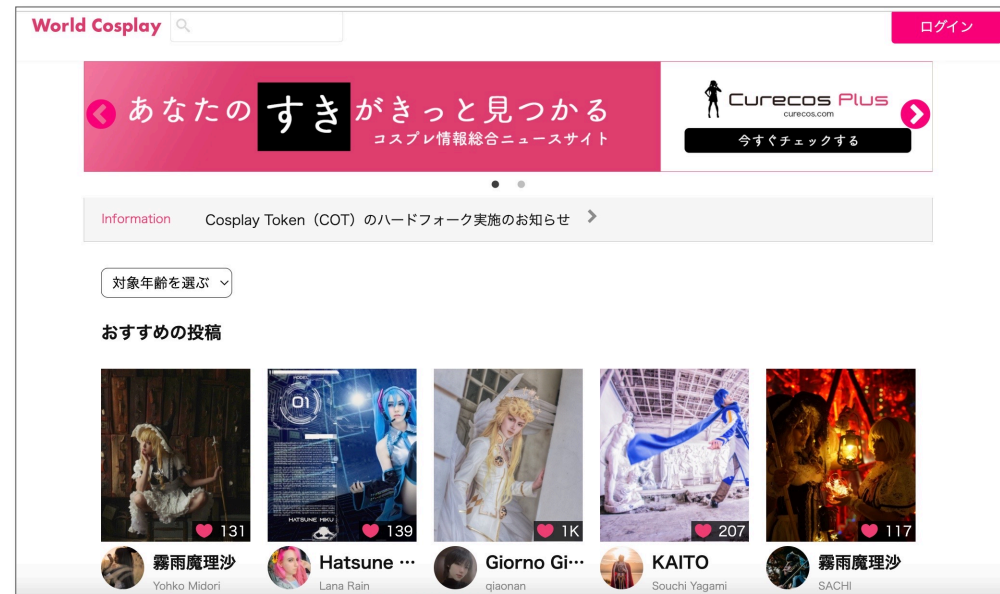 World Cosplay
ログイン
あなたの すき がきっと見つかる
コスプレ情報総合ニュースサイト
Curecos Plus
curecos.com
今すぐチェックする
Information
Cosplay Token（COT）のハードフォーク実施のお知らせ
対象年齢を選ぶ
おすすめの投稿
01
HATSUNE MIKU
131
139
1K
207
117
霧雨魔理沙
Hatsune …
Giorno Gi…
KAITO
霧雨魔理沙
Yohko Midori
Lana Rain
qiaonan
Souchi Yagami
SACHI